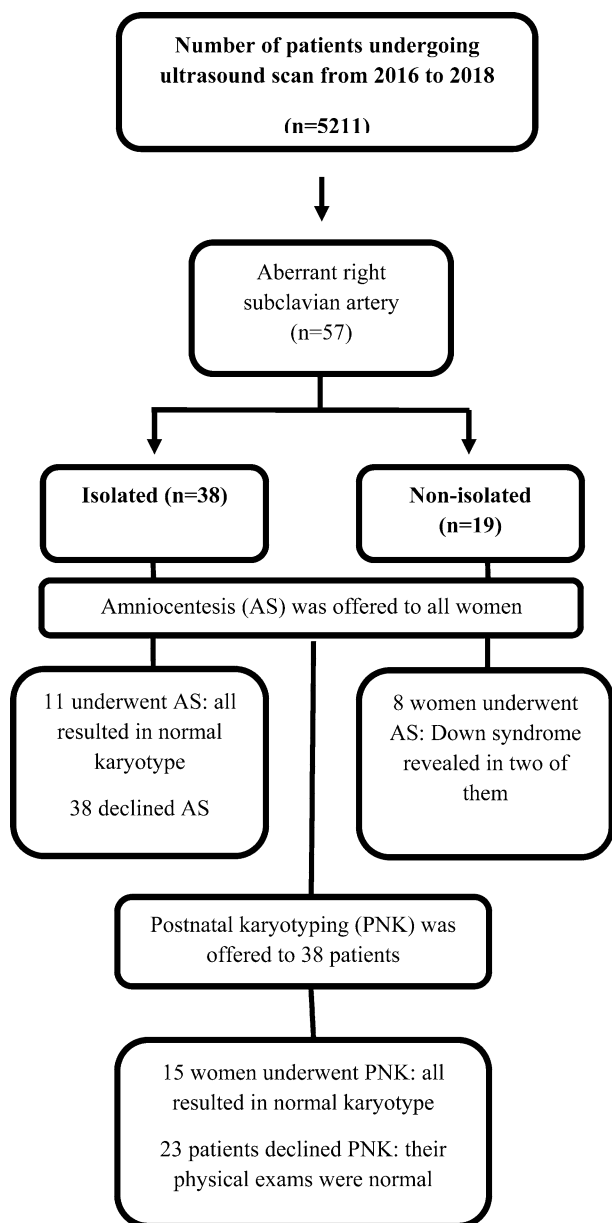 Number of patients undergoing
ultrasound scan from 2016 to 2018
(n=5211)
Aberrant right
subclavian artery
(n=57)
Isolated (n=38)
Non-isolated
(n=19)
Amniocentesis (AS) was offered to all women
11 underwent AS: all
resulted in normal
karyotype
38 declined AS
8 women underwent
AS: Down syndrome
revealed in two of
them
Postnatal karyotyping (PNK) was
offered to 38 patients
15 women underwent PNK: all
resulted in normal karyotype
23 patients declined PNK: their
physical exams were normal